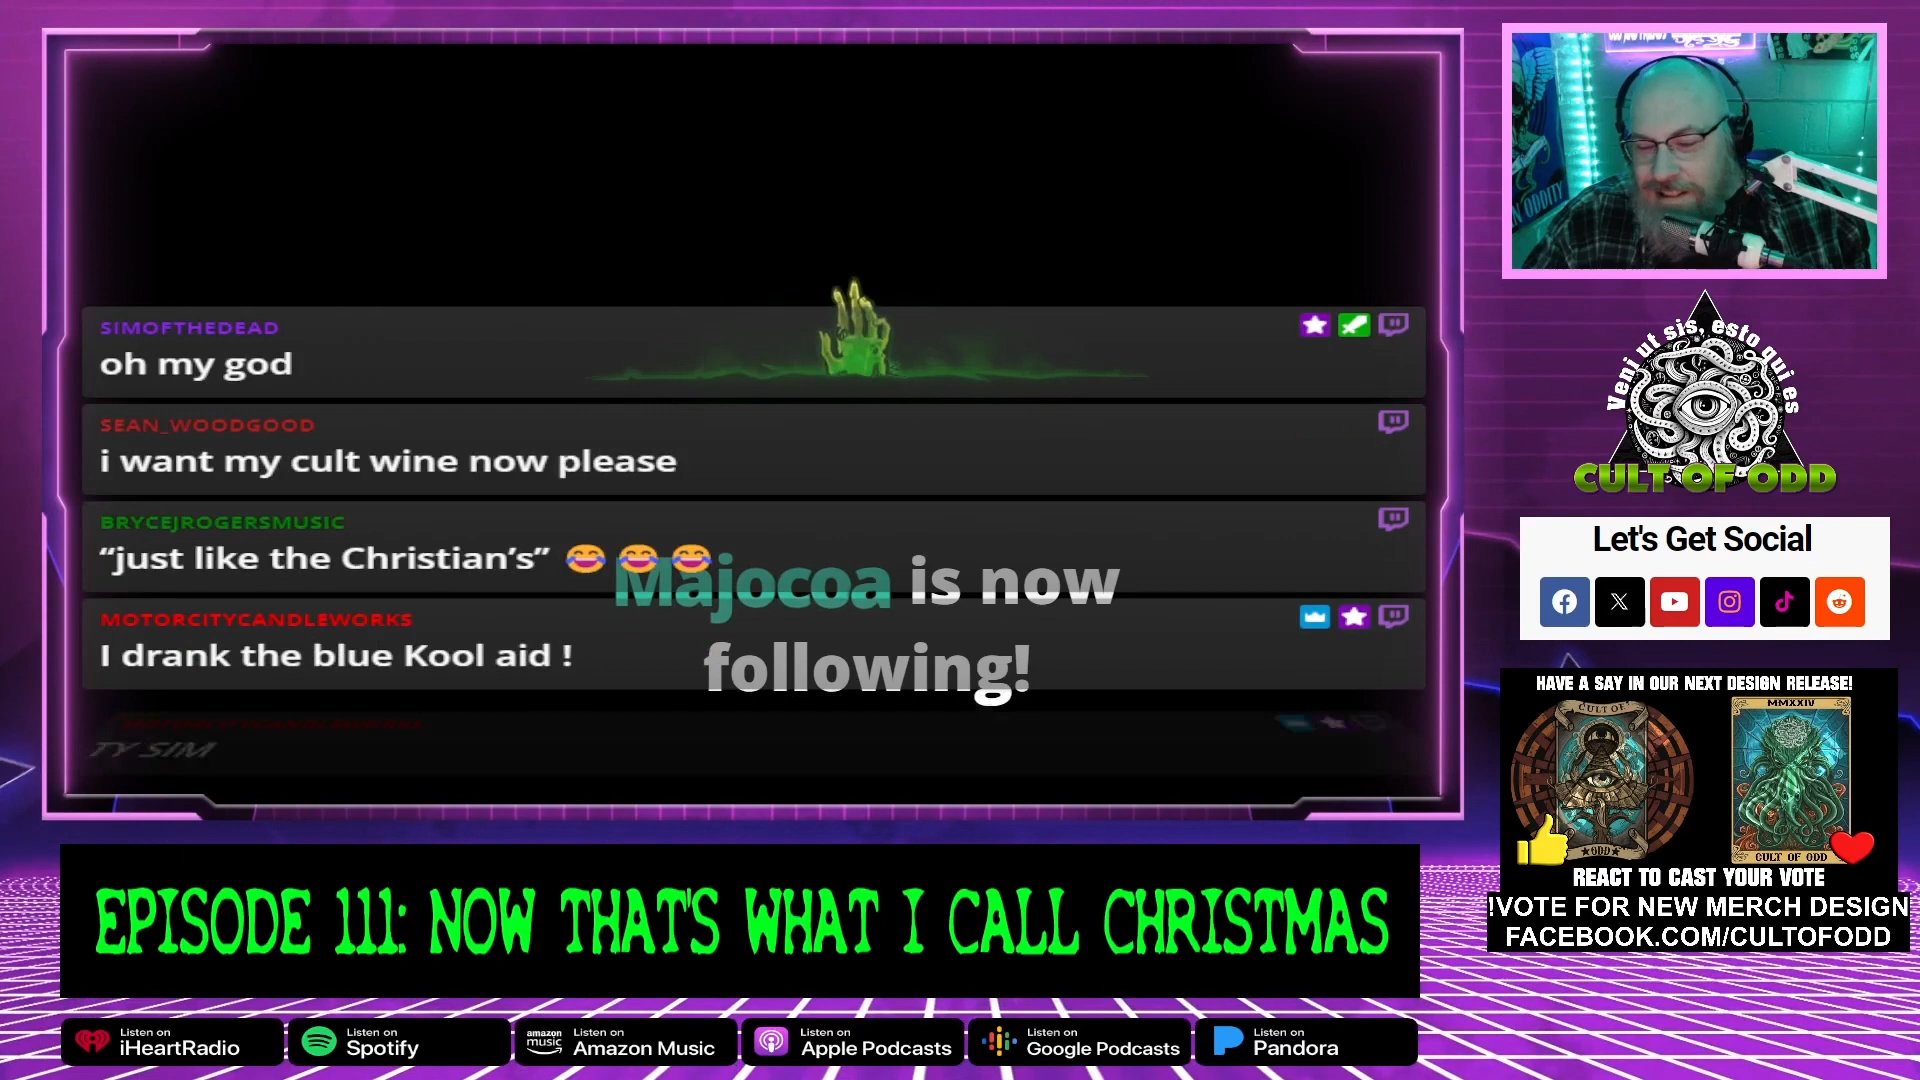 SIMOFTHEDEAD
oh my god
SEAN_WOODGOOD
i want my cult wine now please
BRYCEJROGERSMUSIC
“just like the Christian’s” 😂 😂 😂
Majocoa is now
following!
MOTORCITYCANDLEWORKS
I drank the blue Kool aid !
TY SIM
EPISODE 111: NOW THAT'S WHAT I CALL CHRISTMAS
Listen on
iHeartRadio
Listen on
Spotify
amazon music
Listen on
Amazon Music
Listen on
Apple Podcasts
Listen on
Google Podcasts
Listen on
Pandora
N ODDITY
Veni ut sis, esto qui es
CULT OF ODD
Let's Get Social
HAVE A SAY IN OUR NEXT DESIGN RELEASE!
CULT OF
★ODD★
MMXXIV
CULT OF ODD
REACT TO CAST YOUR VOTE
!VOTE FOR NEW MERCH DESIGN
FACEBOOK.COM/CULTOFODD